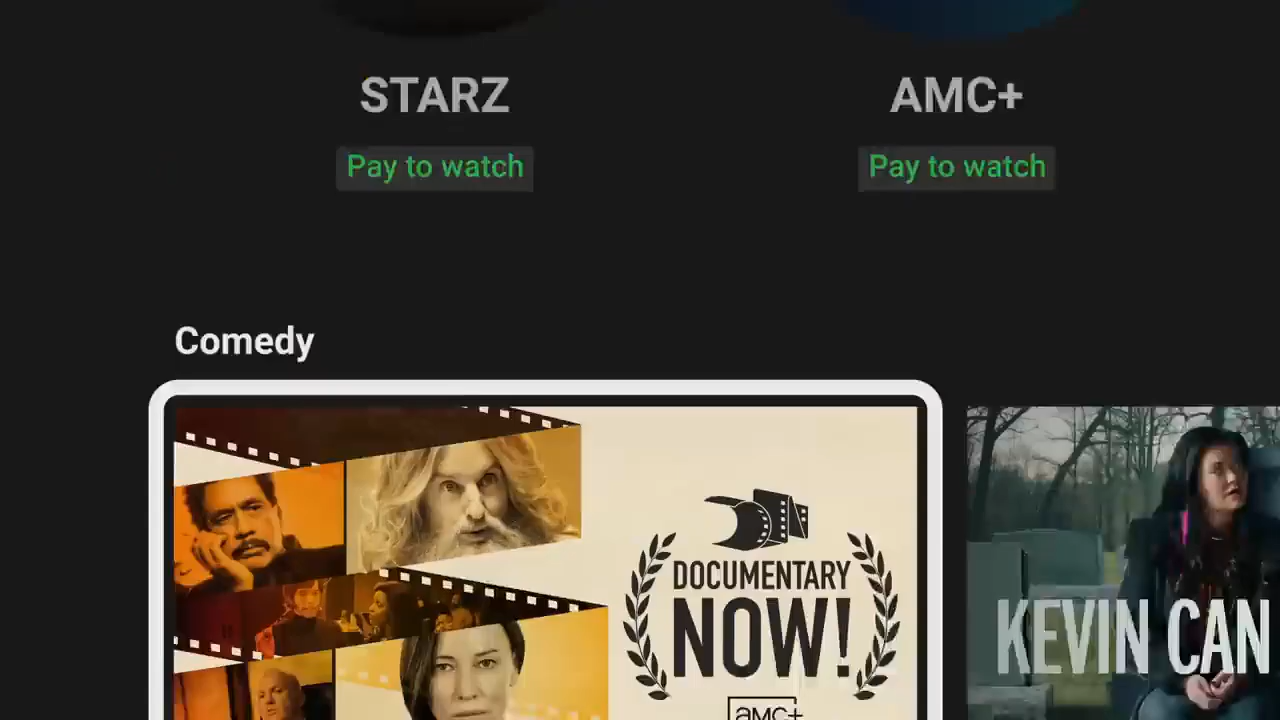 STARZ
AMC+
Pay to watch
Pay to watch
Comedy
DOCUMENTARY
NOW!
amc+
KEVIN CAN